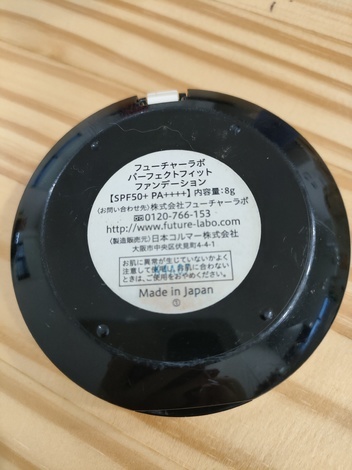 フューチャーラボ
パーフェクトフィット
ファンデーション
【SPF50+ PA++++】内容量:8g
〈お問い合わせ先〉株式会社フューチャーラボ
0120-766-153
http://www.future-labo.com
〈製造販売元〉日本コルマー株式会社
大阪市中央区伏見町4-4-1
お肌に異常が生じていないかよく
注意して使用し、お肌に合わない
ときは、ご使用をおやめください。
Made in Japan
①